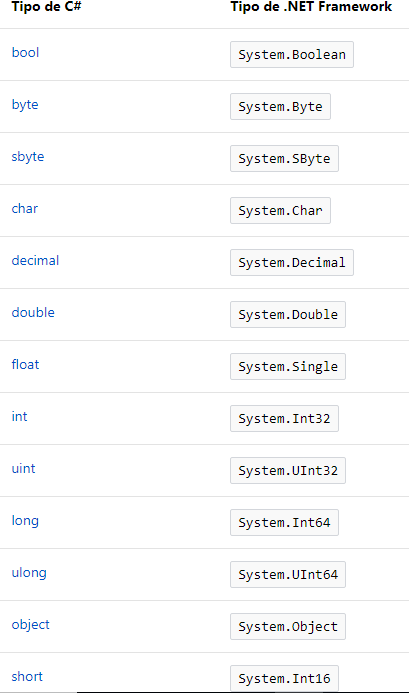 Tipo de C# Tipo de .NET Framework
bool System.Boolean
byte System.Byte
sbyte System.SByte
char System.Char
decimal System.Decimal
double System.Double
float System.Single
int System.Int32
uint System.UInt32
long System.Int64
ulong System.UInt64
object System.Object
short System.Int16